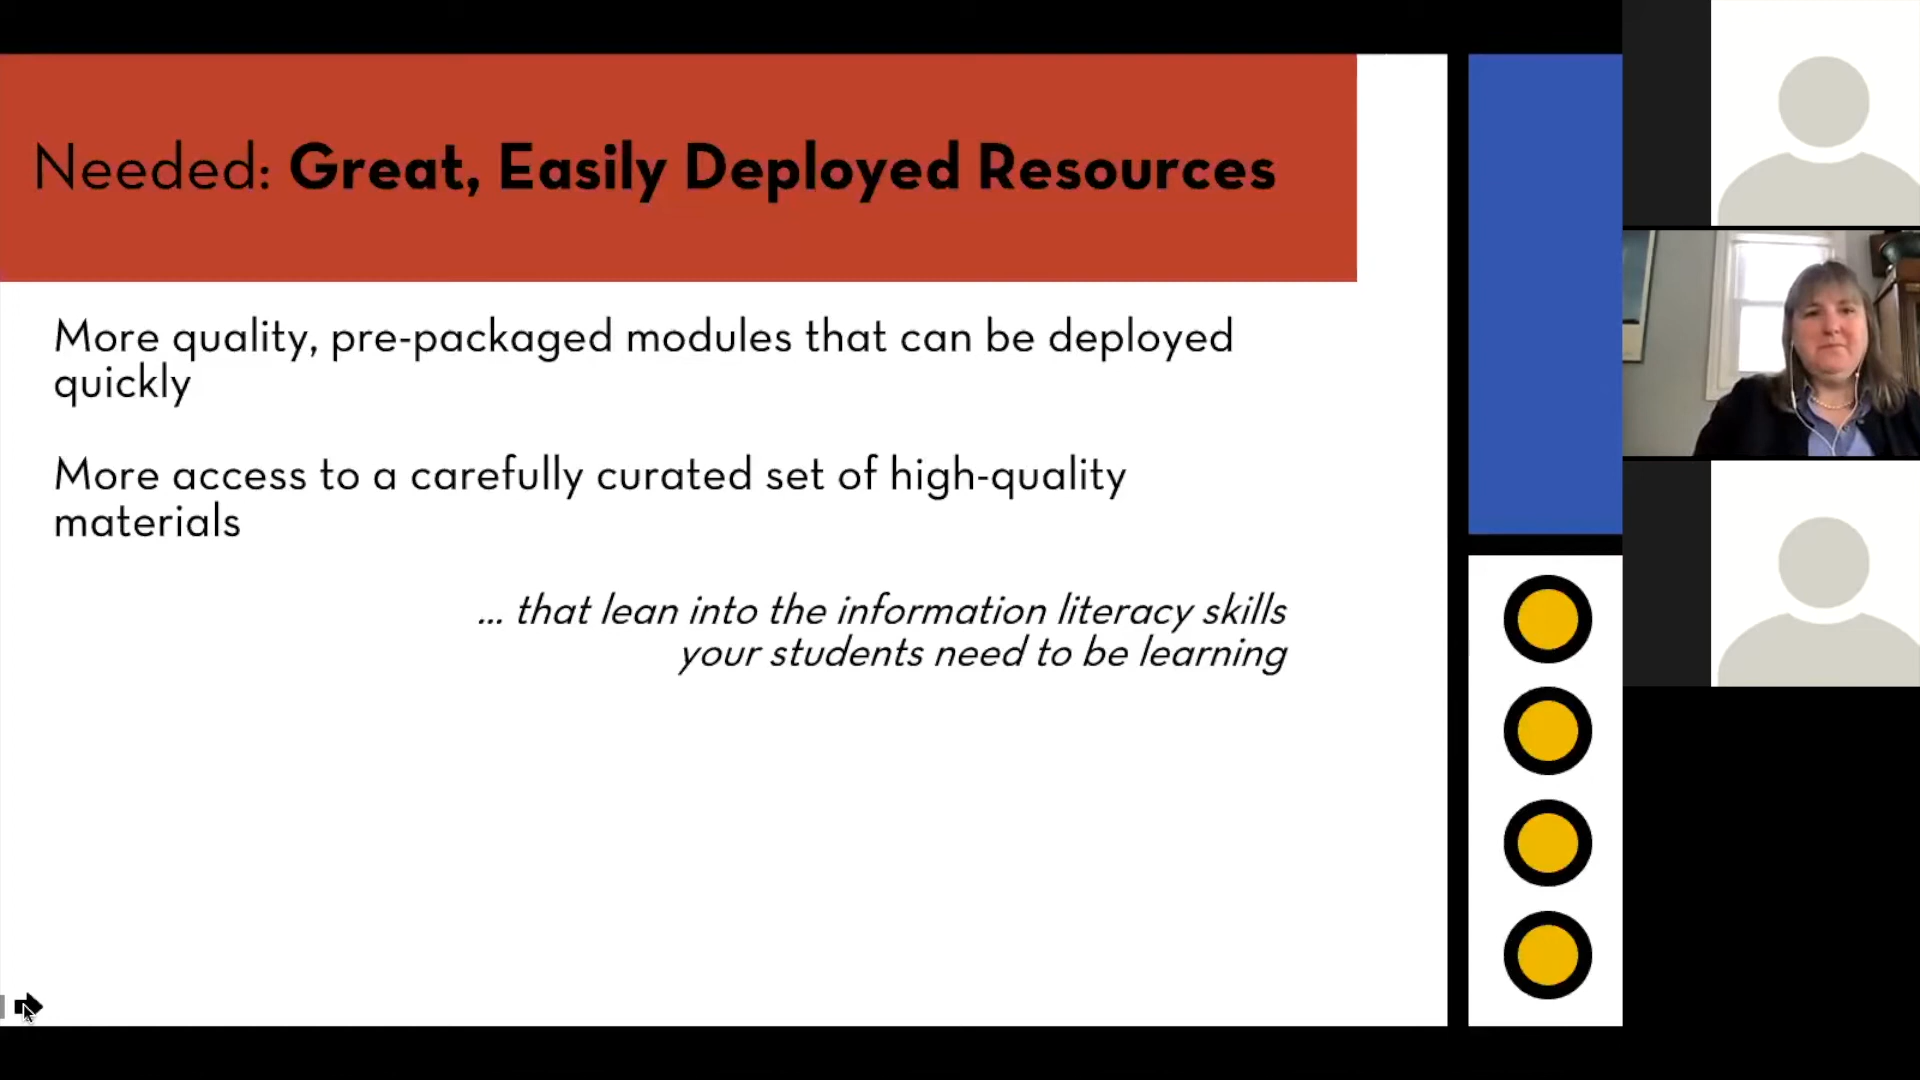 Needed: Great, Easily Deployed Resources
More quality, pre-packaged modules that can be deployed
quickly
More access to a carefully curated set of high-quality
materials
... that lean into the information literacy skills
your students need to be learning